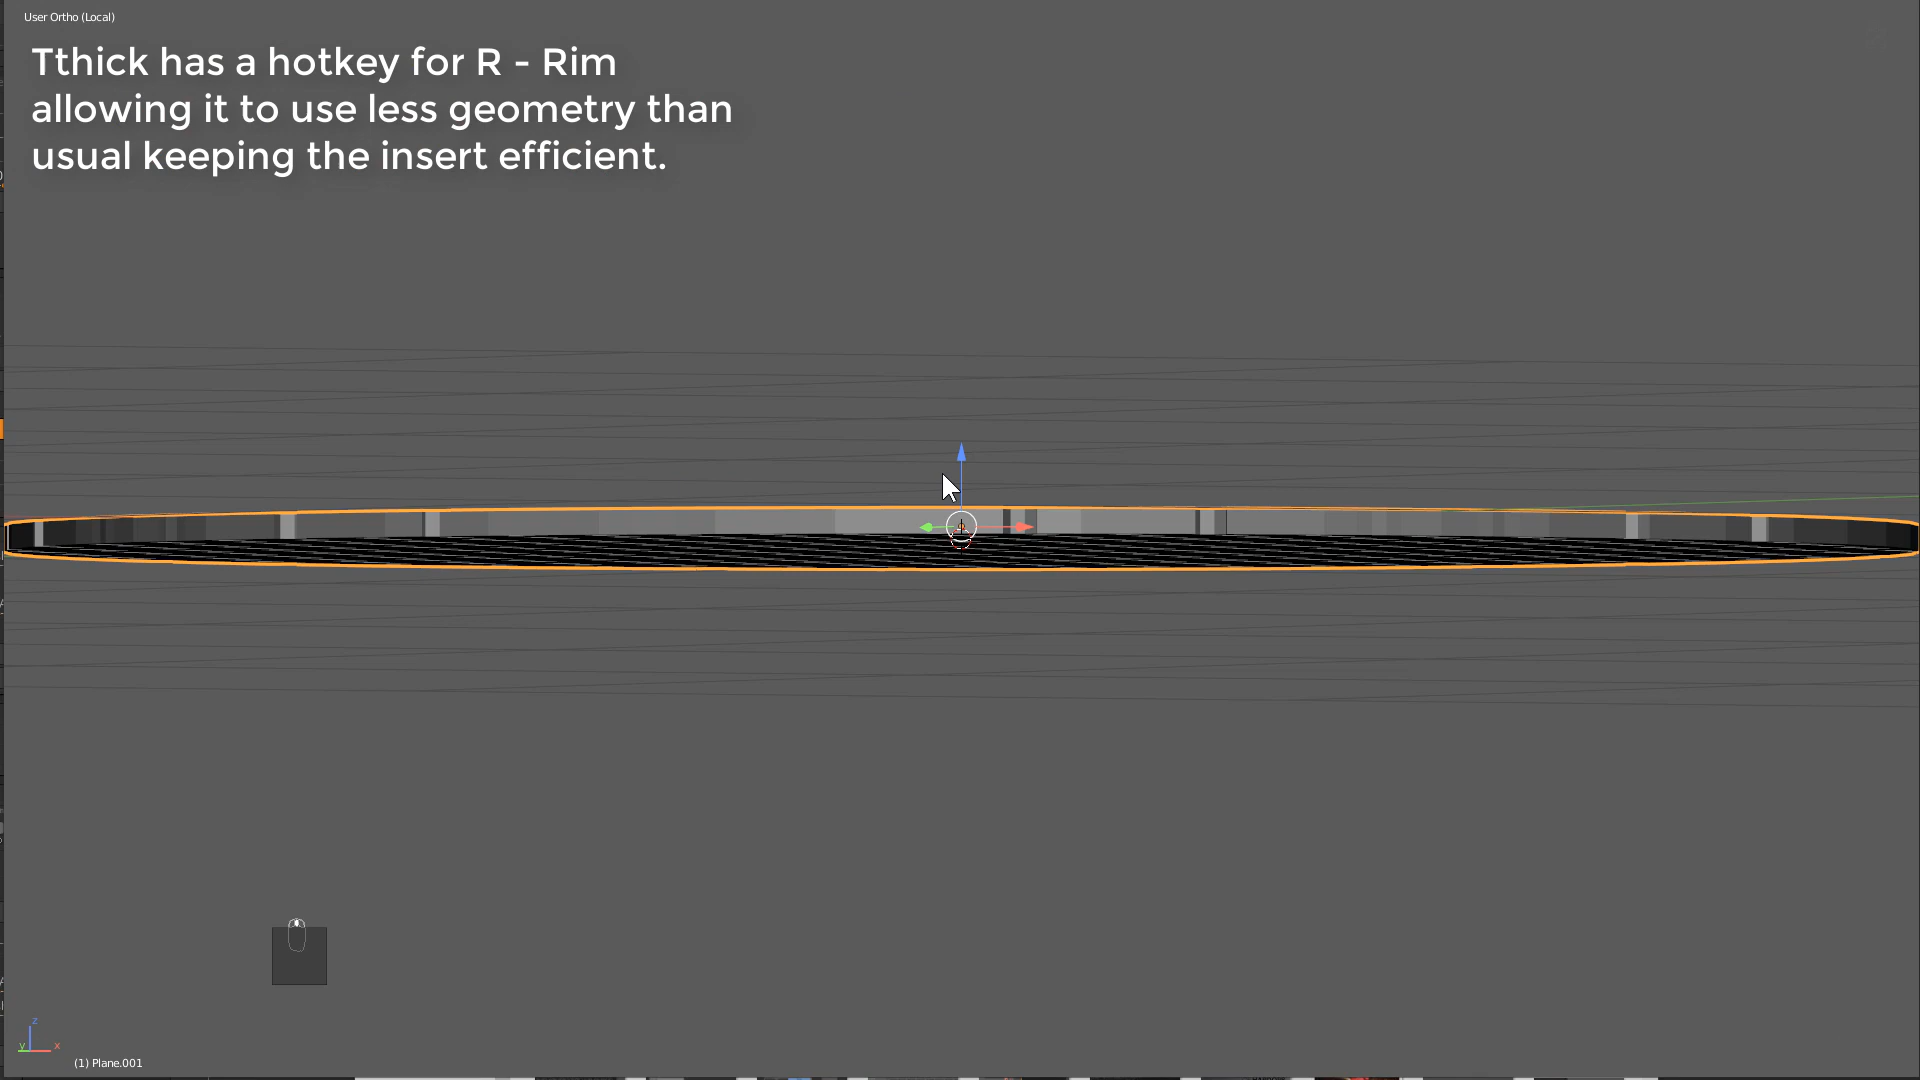 User Ortho (Local)
Tthick has a hotkey for R - Rim
allowing it to use less geometry than
usual keeping the insert efficient.
z
y x
(1) Plane.001